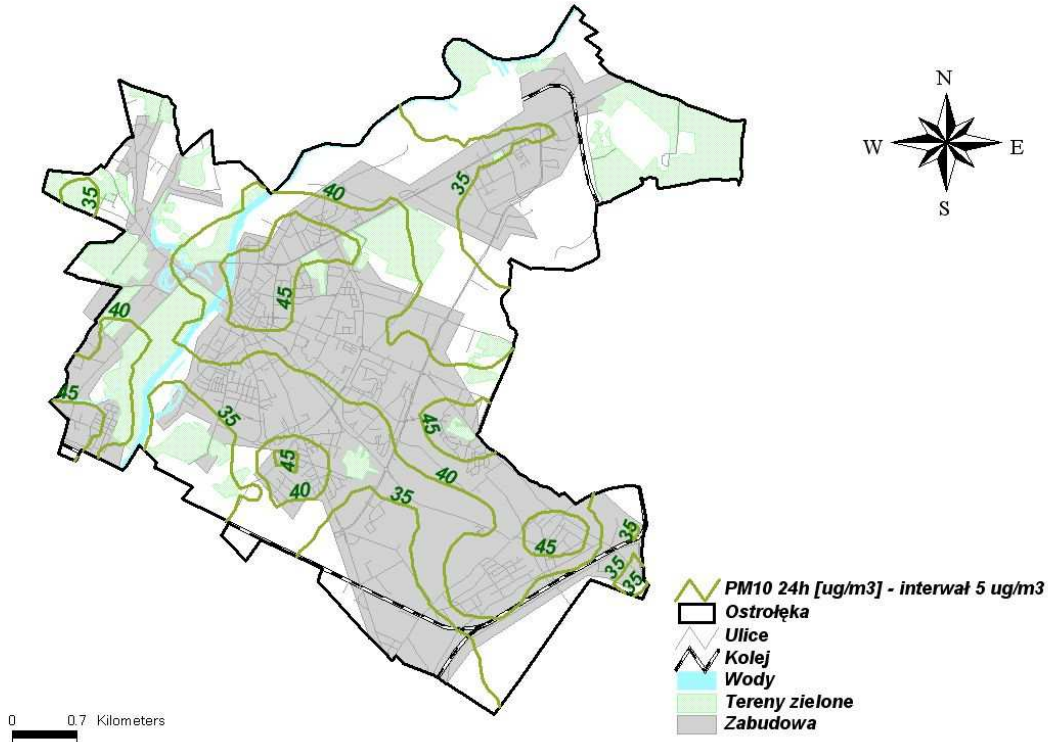 N
W
E
S
35
40
35
45
40
45
35
45
45
40
40
35
45
35
35
35
PM10 24h [ug/m3] - interwał 5 ug/m3
Ostrołęka
Ulice
Kolej
Wody
Tereny zielone
Zabudowa
0 0.7 Kilometers